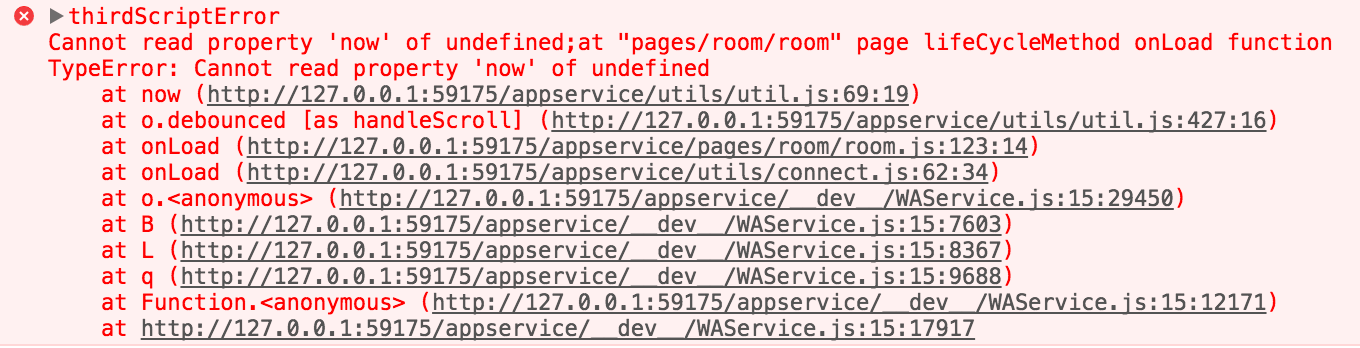 thirdScriptError
Cannot read property 'now' of undefined;at "pages/room/room" page lifeCycleMethod onLoad function
TypeError: Cannot read property 'now' of undefined
at now (http://127.0.0.1:59175/appservice/utils/util.js:69:19)
at o.debounced [as handleScroll] (http://127.0.0.1:59175/appservice/utils/util.js:427:16)
at onLoad (http://127.0.0.1:59175/appservice/pages/room/room.js:123:14)
at onLoad (http://127.0.0.1:59175/appservice/utils/connect.js:62:34)
at o.<anonymous> (http://127.0.0.1:59175/appservice/__dev__/WAService.js:15:29450)
at B (http://127.0.0.1:59175/appservice/__dev__/WAService.js:15:7603)
at L (http://127.0.0.1:59175/appservice/__dev__/WAService.js:15:8367)
at q (http://127.0.0.1:59175/appservice/__dev__/WAService.js:15:9688)
at Function.<anonymous> (http://127.0.0.1:59175/appservice/__dev__/WAService.js:15:12171)
at http://127.0.0.1:59175/appservice/__dev__/WAService.js:15:17917